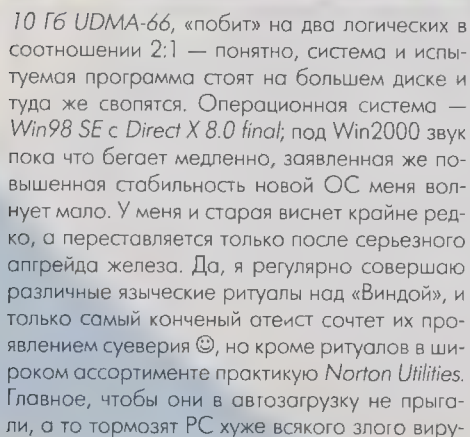 10 Гб UDMA-66, «побит» на два логических в
соотношении 2:1 — понятно, система и испы-
туемая программа стоят на большем диске и
туда же свопятся. Операционная система —
Win98 SE с Direct X 8.0 final; под Win2000 звук
пока что бегает медленно, заявленная же по-
вышенная стабильность новой ОС меня вол-
нует мало. У меня и старая виснет крайне ред-
ко, а переставляется только после серьезного
апгрейда железа. Да, я регулярно совершаю
различные языческие ритуалы над «Виндой», и
только самый конченый атеист сочтет их про-
явлением суеверия ☺, но кроме ритуалов в ши-
роком ассортименте практикую Norton Utilities.
Главное, чтобы они в автозагрузку не прыга-
ли, а то тормозят PC хуже всякого злого виру-